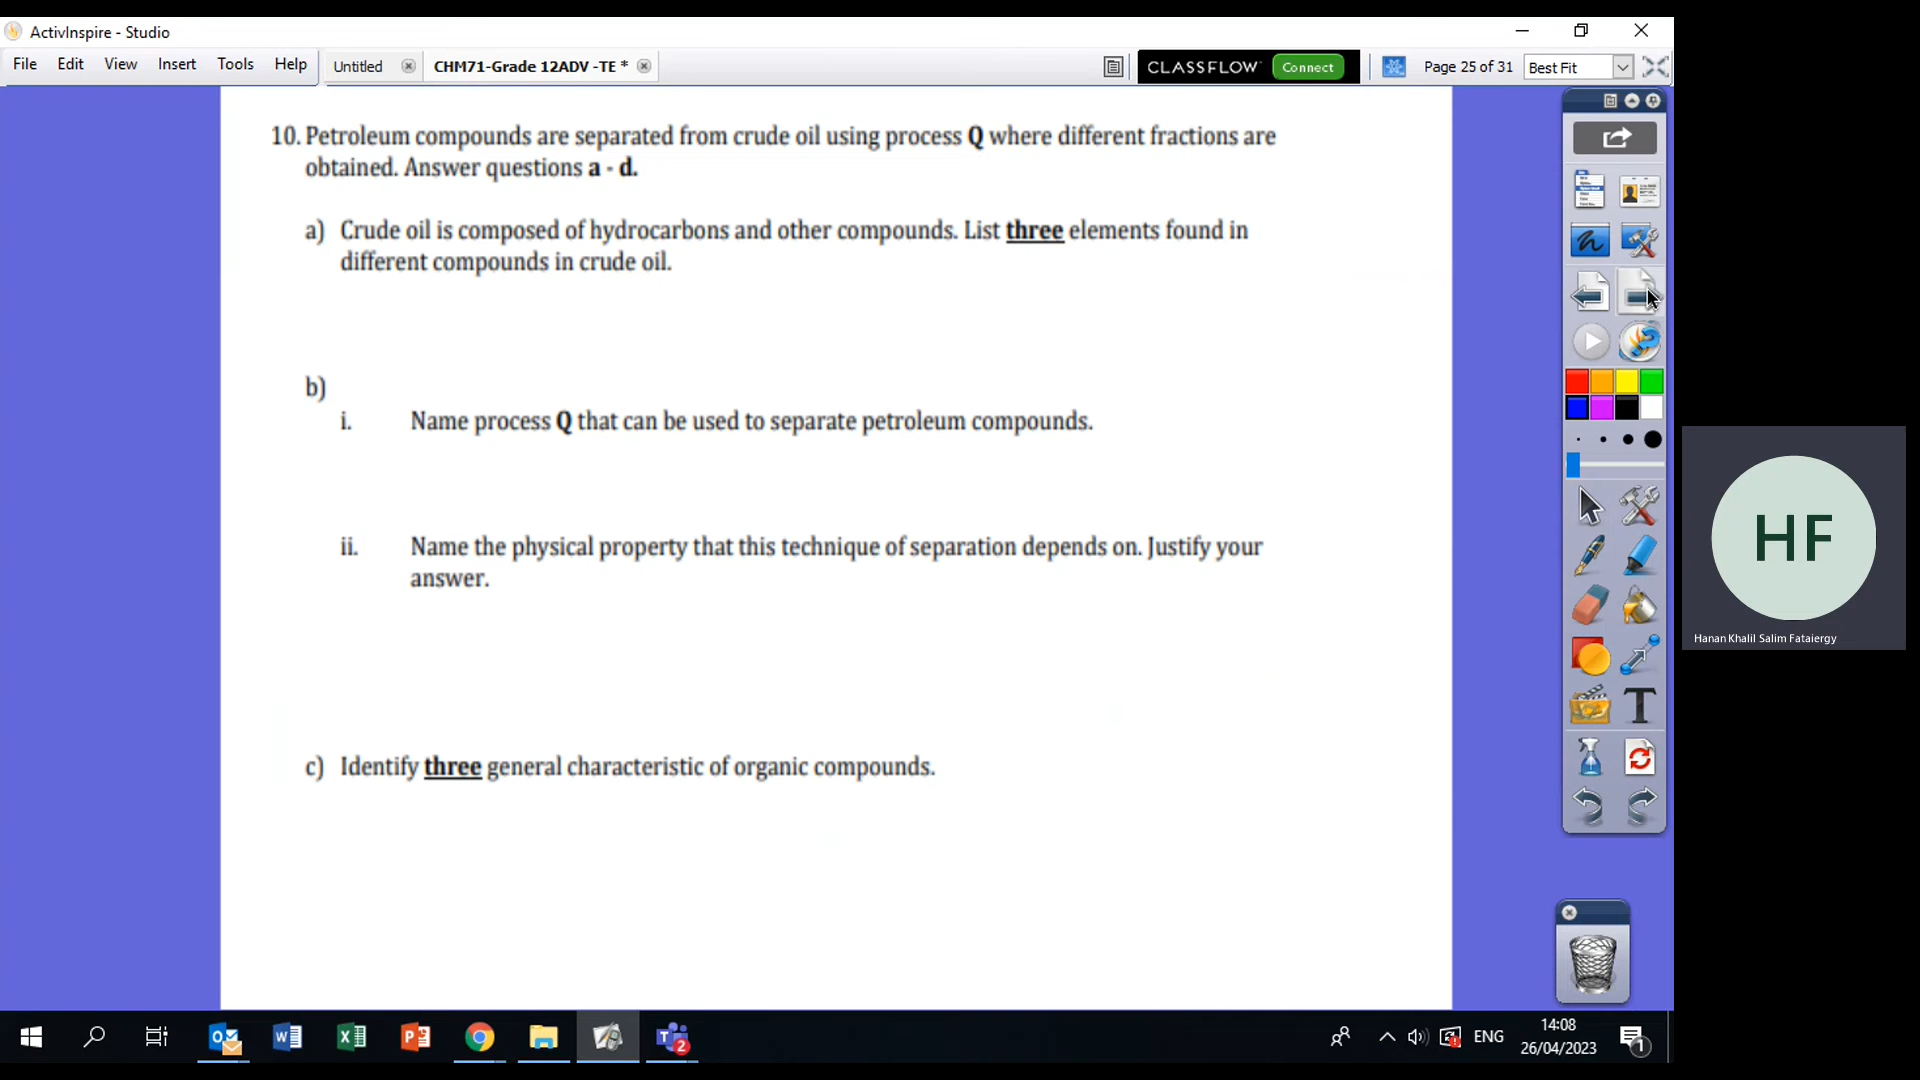 ActivInspire - Studio
File Edit View Insert Tools Help
Untitled
CHM71-Grade 12ADV -TE *
CLASSFLOW
Connect
Page 25 of 31
Best Fit
10. Petroleum compounds are separated from crude oil using process Q where different fractions are
obtained. Answer questions a - d.
a) Crude oil is composed of hydrocarbons and other compounds. List three elements found in
different compounds in crude oil.
b)
i. Name process Q that can be used to separate petroleum compounds.
ii. Name the physical property that this technique of separation depends on. Justify your
answer.
c) Identify three general characteristic of organic compounds.
HF
Hanan Khalil Salim Fataiergy
ENG
14:08
26/04/2023
2
1